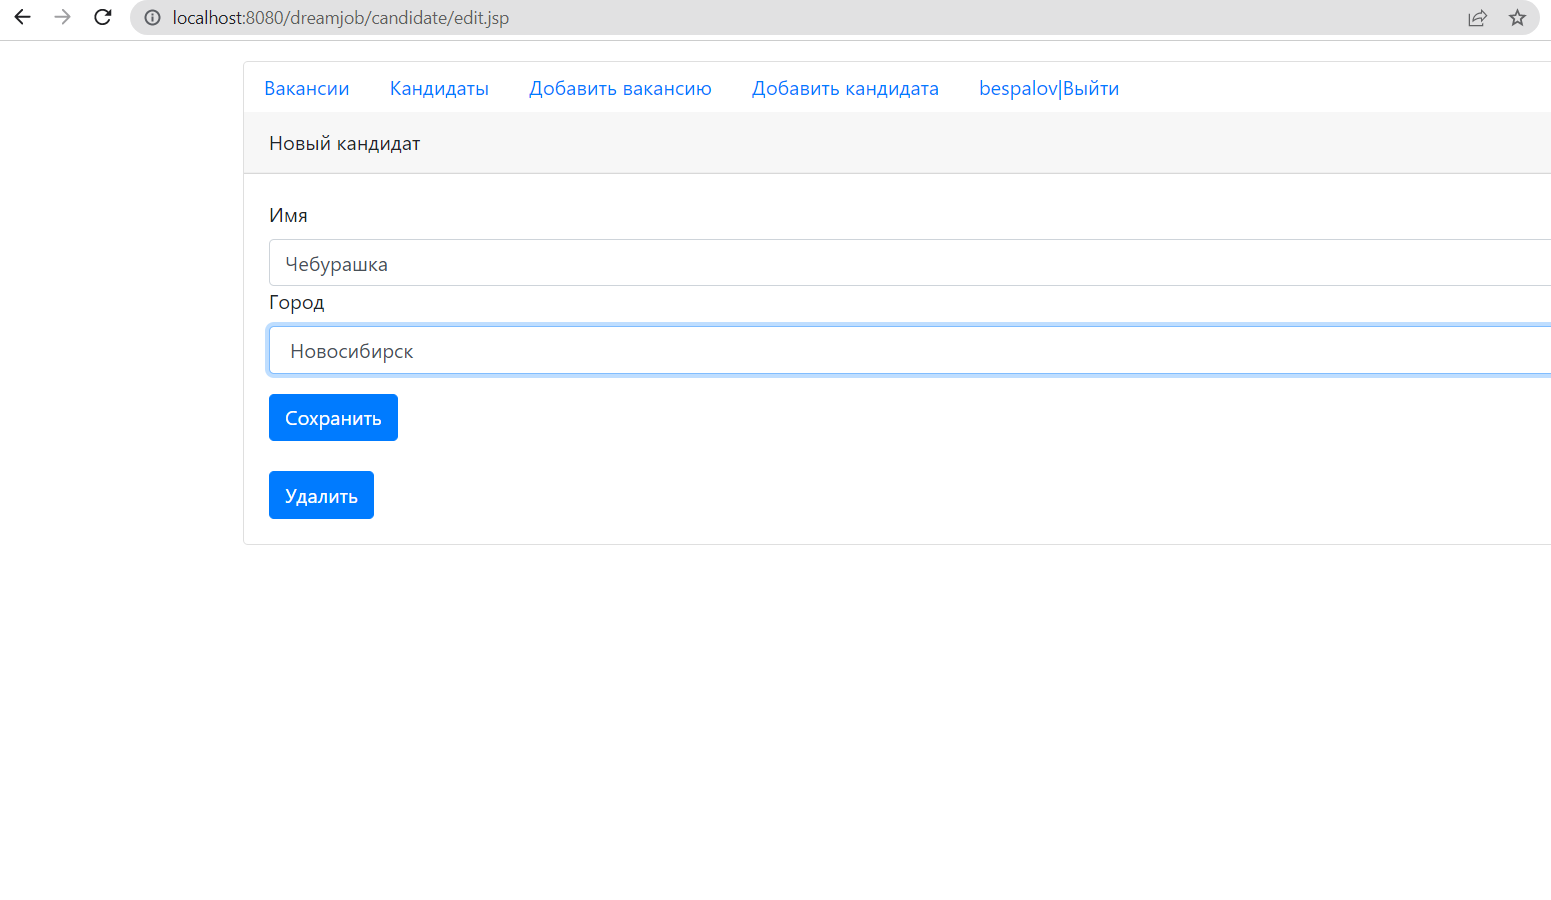 localhost:8080/dreamjob/candidate/edit.jsp
Вакансии Кандидаты Добавить вакансию Добавить кандидата bespalov|Выйти
Новый кандидат
Имя
Чебурашка
Город
Новосибирск
Сохранить
Удалить